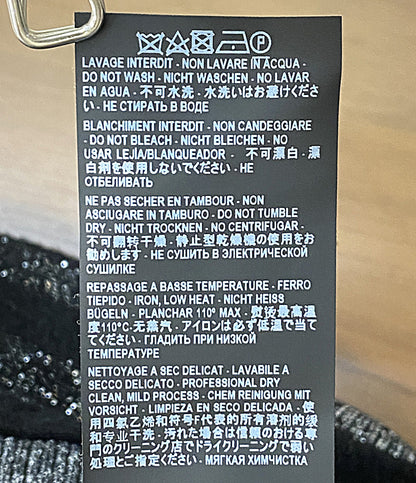 LAVAGE INTERDIT - NON LAVARE IN ACQUA -
DO NOT WASH - NICHT WASCHEN - NO LAVAR
EN AGUA - 不可水洗 - 水洗いはお避けくださ
い - НЕ СТИРАТЬ В ВОДЕ
BLANCHIMENT INTERDIT - NON CANDEGGIARE
- DO NOT BLEACH - NICHT BLEICHEN - NO
USAR LEJÍA/BLANQUEADOR - 不可漂白 - 漂
白剤を使用しないでください - НЕ
ОТБЕЛИВАТЬ
NE PAS SECHER EN TAMBOUR - NON
ASCIUGARE IN TAMBURO - DO NOT TUMBLE
DRY - NICHT TROCKNEN - NO CENTRIFUGAR -
不可翻转干燥 - 静止型乾燥機の使用をお
勧めします - НЕ СУШИТЬ В ЭЛЕКТРИЧЕСКОЙ
СУШИЛКЕ
REPASSAGE A BASSE TEMPERATURE - FERRO
TIEPIDO - IRON, LOW HEAT - NICHT HEISS
BÜGELN - PLANCHAR 110° MAX - 熨烫最高温
度110°C·无蒸汽 - アイロンは必ず低温で当て
てください - ГЛАДИТЬ ПРИ НИЗКОЙ
ТЕМПЕРАТУРЕ
NETTOYAGE A SEC DELICAT - LAVABILE A
SECCO DELICATO - PROFESSIONAL DRY
CLEAN, MILD PROCESS - CHEM REINIGUNG MIT
VORSICHT - LIMPIEZA EN SECO DELICADA - 使
用四氯乙烯和符号F代表的所有溶剂的缓
和专业干洗 - 汚れた場合は信頼のおける専
門のクリーニング店でドライクリーニング弱い
処理とご指定ください - МЯГКАЯ ХИМЧИСТКА